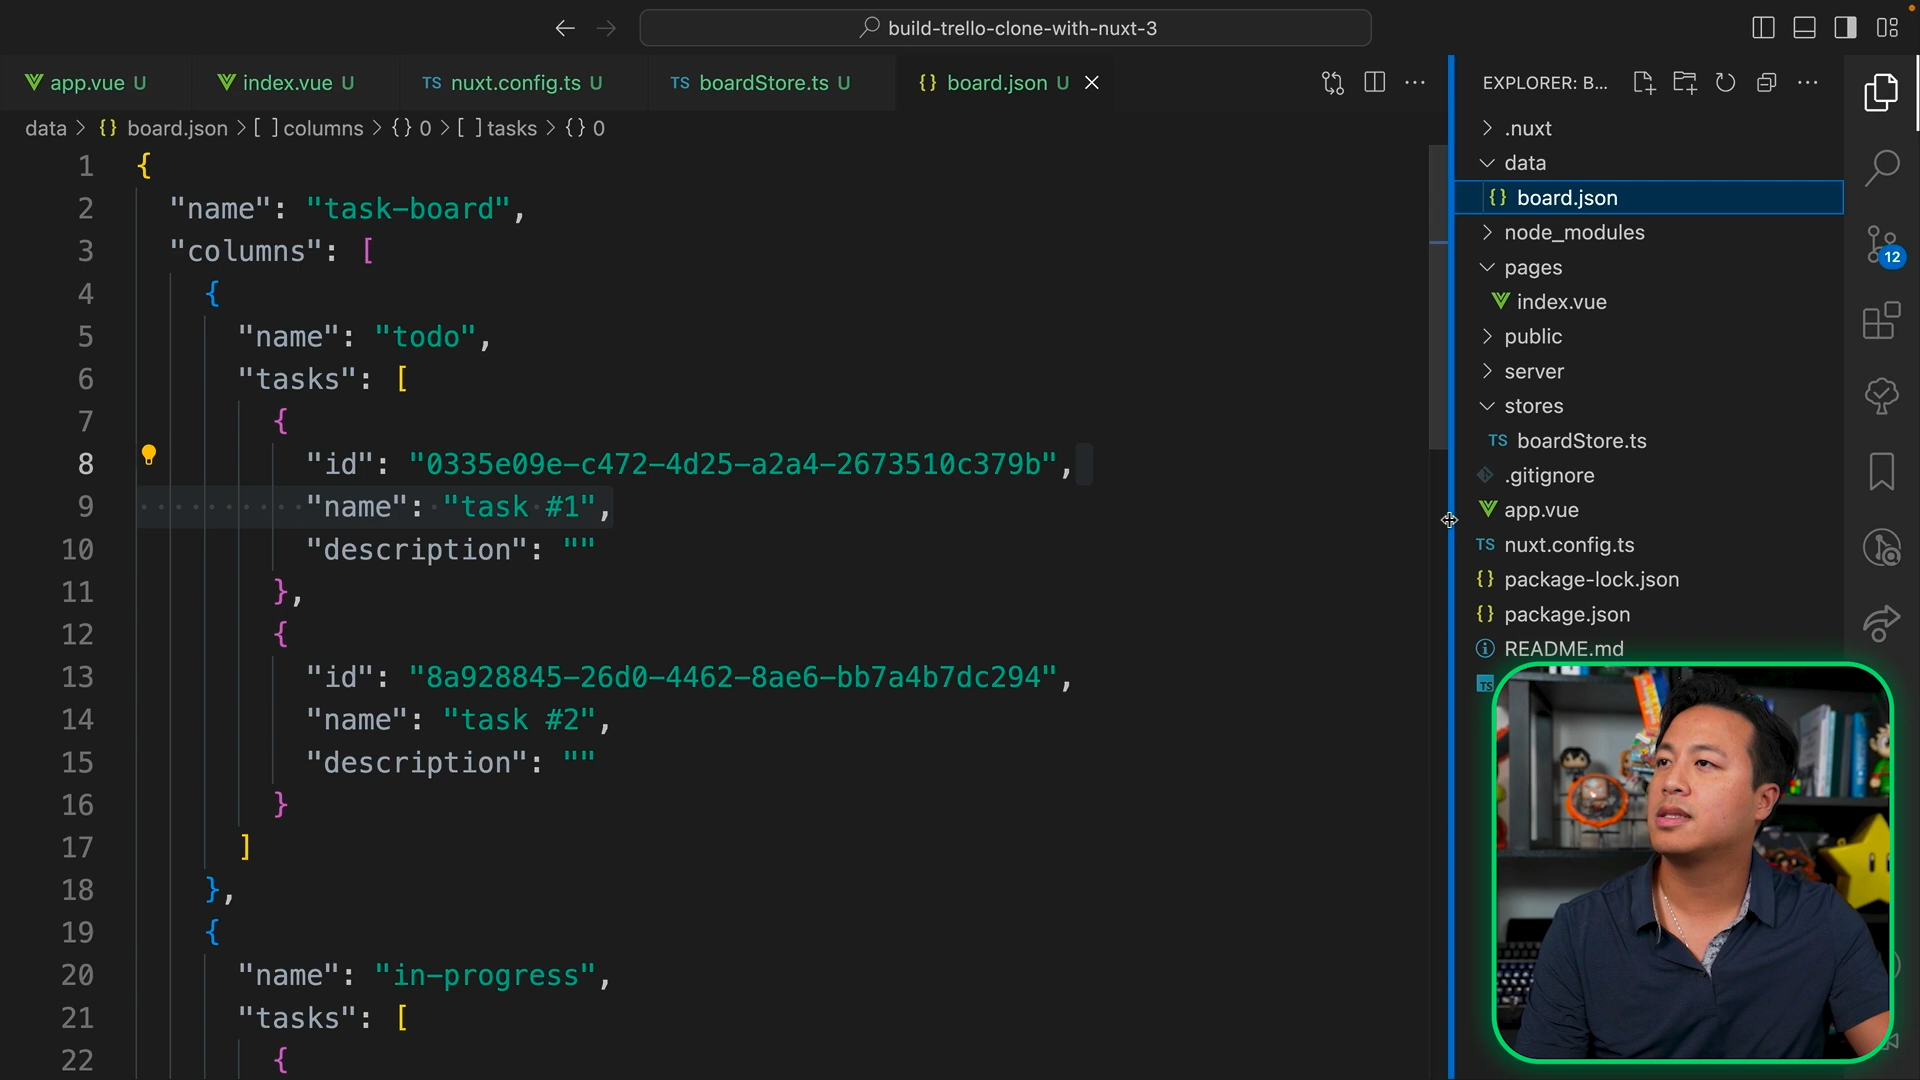 build-trello-clone-with-nuxt-3
app.vue U
index.vue U
TS nuxt.config.ts U
TS boardStore.ts U
{} board.json U
data > {} board.json > [ ] columns > {} 0 > [ ] tasks > {} 0
1 {
2 "name": "task-board",
3 "columns": [
4 {
5 "name": "todo",
6 "tasks": [
7 {
8 "id": "0335e09e-c472-4d25-a2a4-2673510c379b",
9 "name": "task #1",
10 "description": ""
11 },
12 {
13 "id": "8a928845-26d0-4462-8ae6-bb7a4b7dc294",
14 "name": "task #2",
15 "description": ""
16 }
17 ]
18 },
19 {
20 "name": "in-progress",
21 "tasks": [
22 {
EXPLORER: B...
.nuxt
data
{} board.json
node_modules
pages
index.vue
public
server
stores
TS boardStore.ts
.gitignore
app.vue
TS nuxt.config.ts
{} package-lock.json
{} package.json
README.md
TS
12